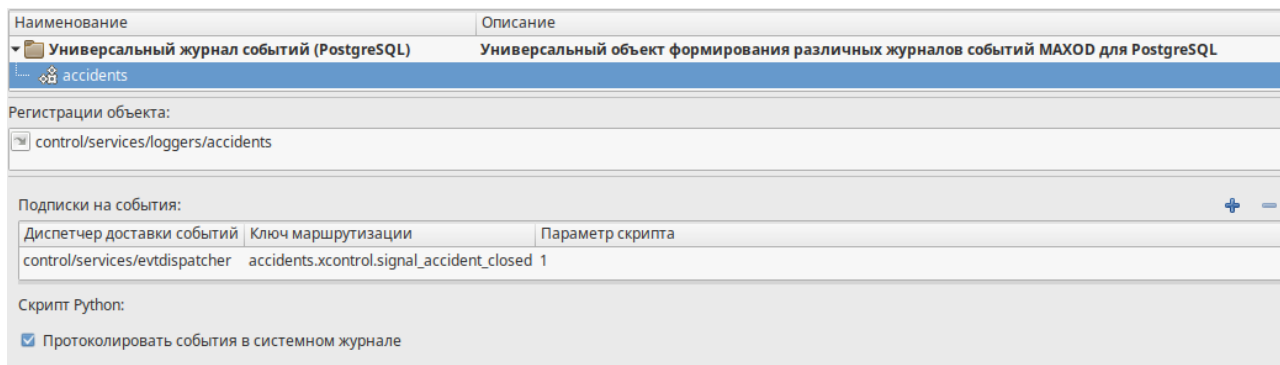 Наименование Описание
Универсальный журнал событий (PostgreSQL) Универсальный объект формирования различных журналов событий MAXOD для PostgreSQL
accidents
Регистрации объекта:
control/services/loggers/accidents
Подписки на события:
Диспетчер доставки событий Ключ маршрутизации Параметр скрипта
control/services/evtdispatcher accidents.xcontrol.signal_accident_closed 1
Скрипт Python:
Протоколировать события в системном журнале